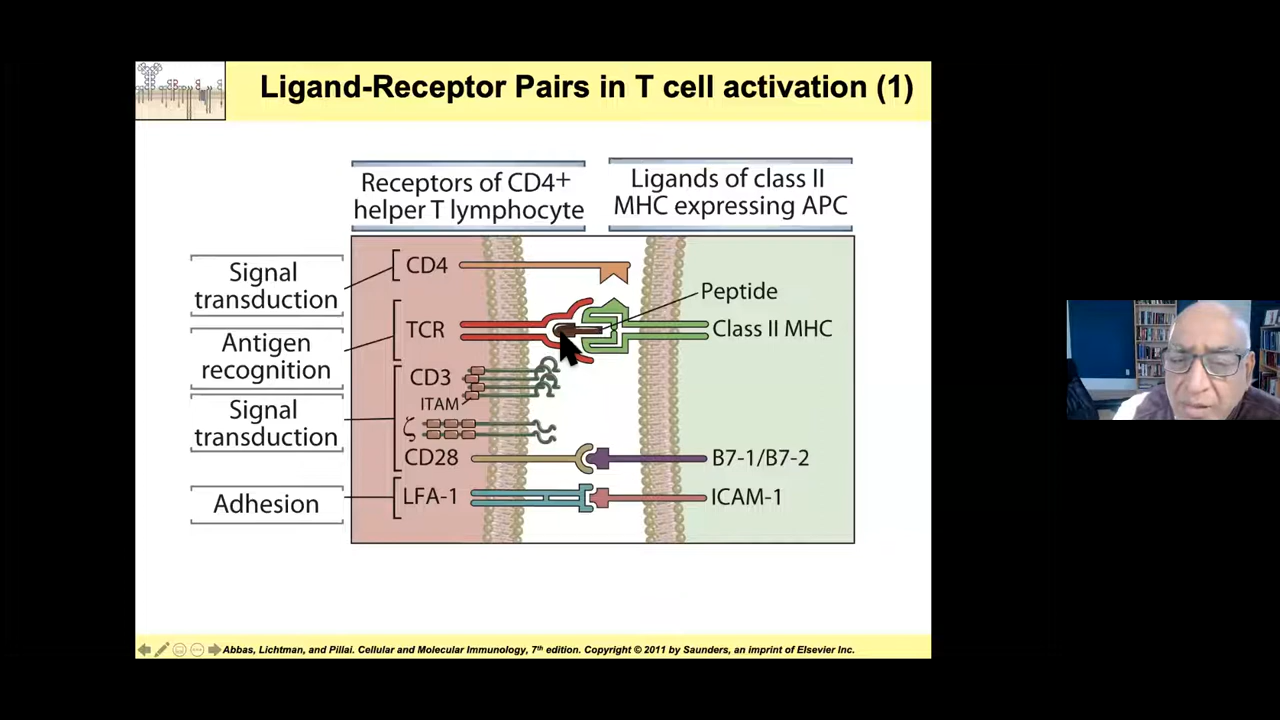 Ligand-Receptor Pairs in T cell activation (1)
Receptors of CD4+
helper T lymphocyte
Ligands of class II
MHC expressing APC
Signal
transduction
CD4
Peptide
Antigen
recognition
TCR
Class II MHC
Signal
transduction
CD3
ITAM
ζ
CD28
B7-1/B7-2
Adhesion
LFA-1
ICAM-1
Abbas, Lichtman, and Pillai. Cellular and Molecular Immunology, 7th edition. Copyright © 2011 by Saunders, an imprint of Elsevier Inc.